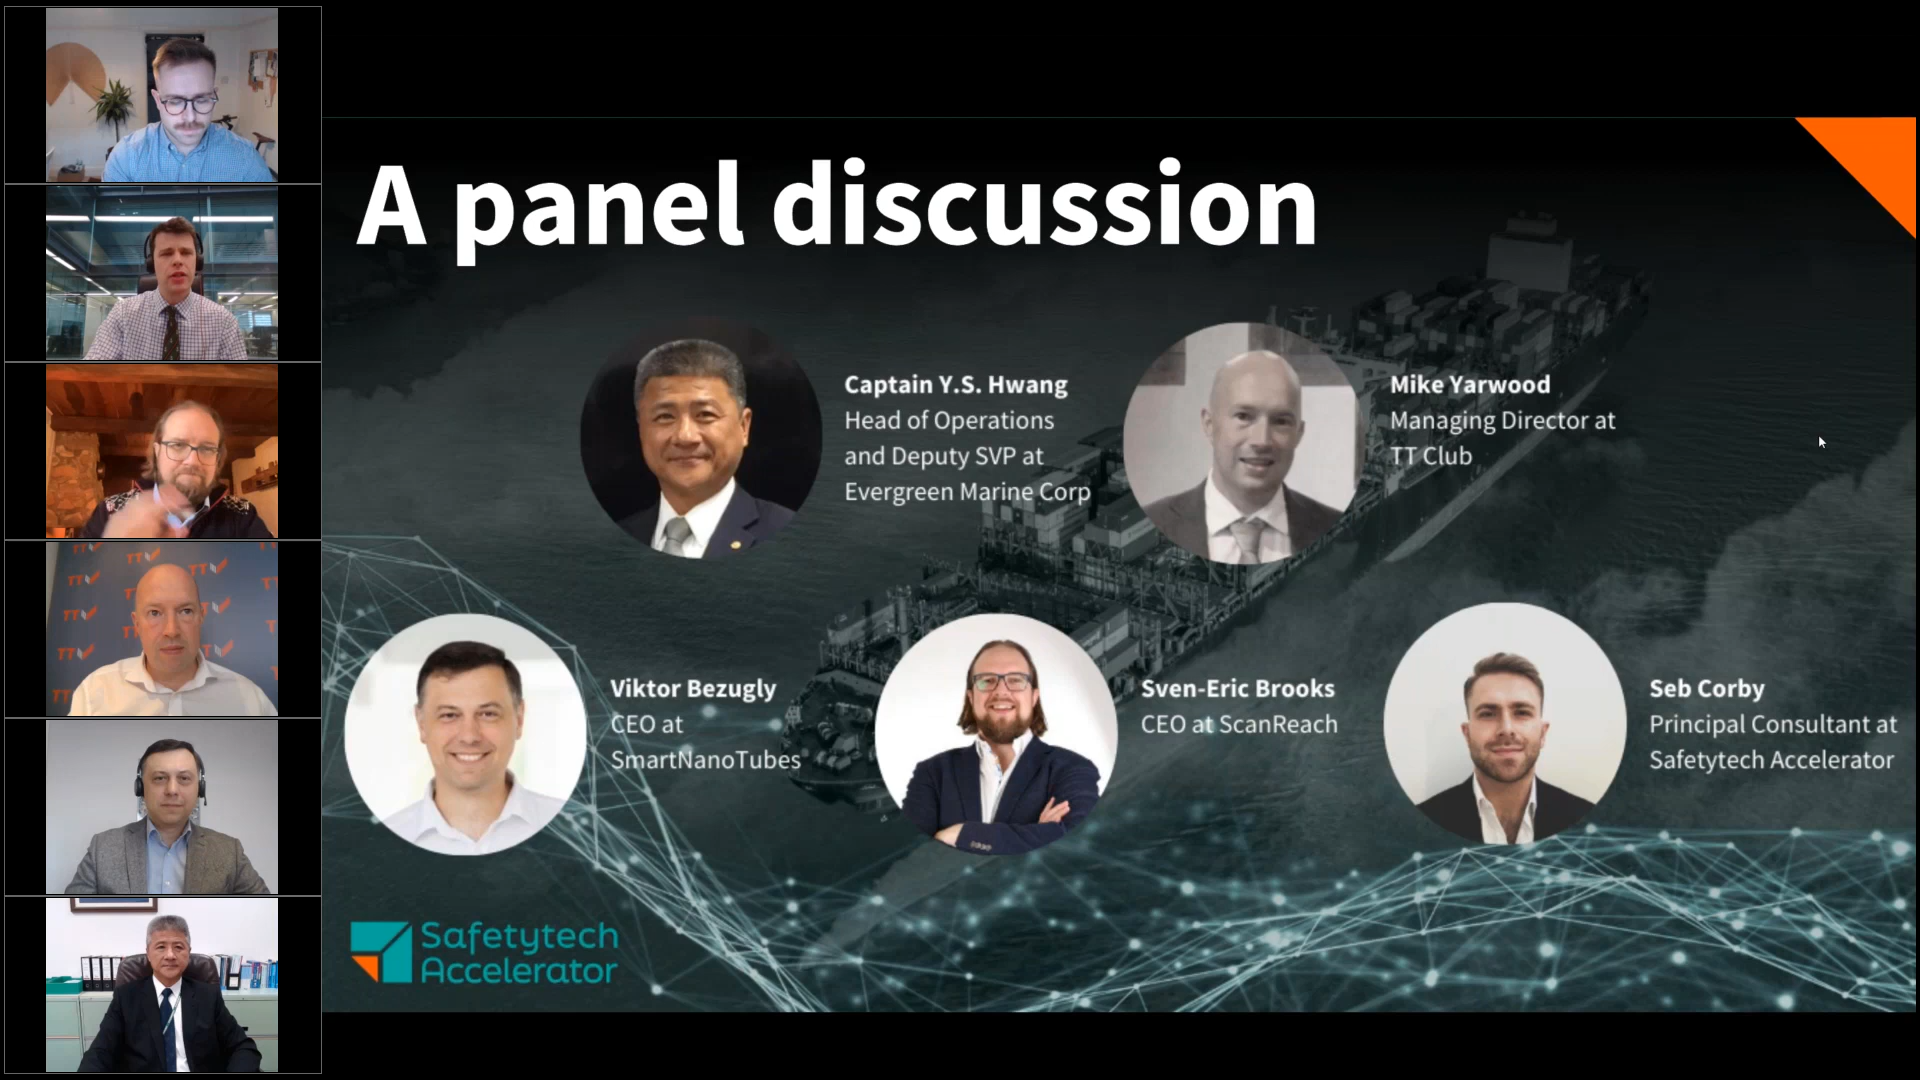 A panel discussion
Captain Y.S. Hwang
Head of Operations
and Deputy SVP at
Evergreen Marine Corp
Mike Yarwood
Managing Director at
TT Club
Viktor Bezugly
CEO at
SmartNanoTubes
Sven-Eric Brooks
CEO at ScanReach
Seb Corby
Principal Consultant at
Safetytech Accelerator
Safetytech
Accelerator
TT